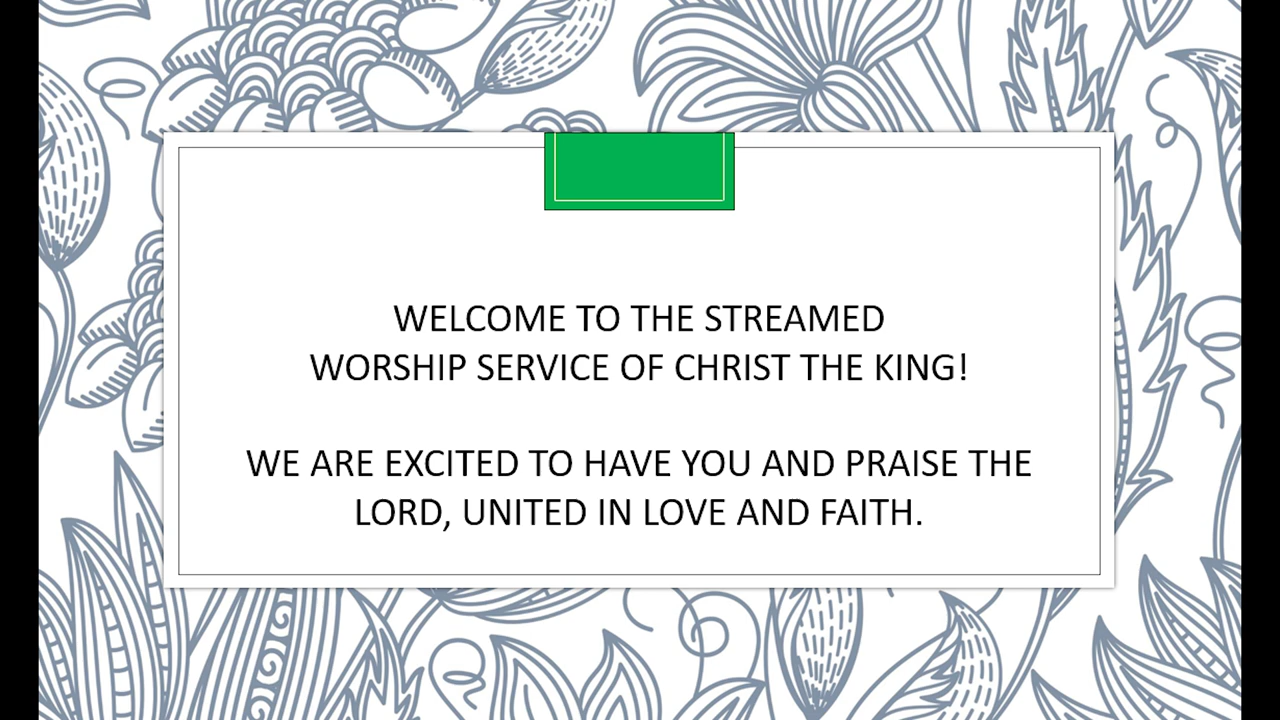 WELCOME TO THE STREAMED
WORSHIP SERVICE OF CHRIST THE KING!
WE ARE EXCITED TO HAVE YOU AND PRAISE THE
LORD, UNITED IN LOVE AND FAITH.